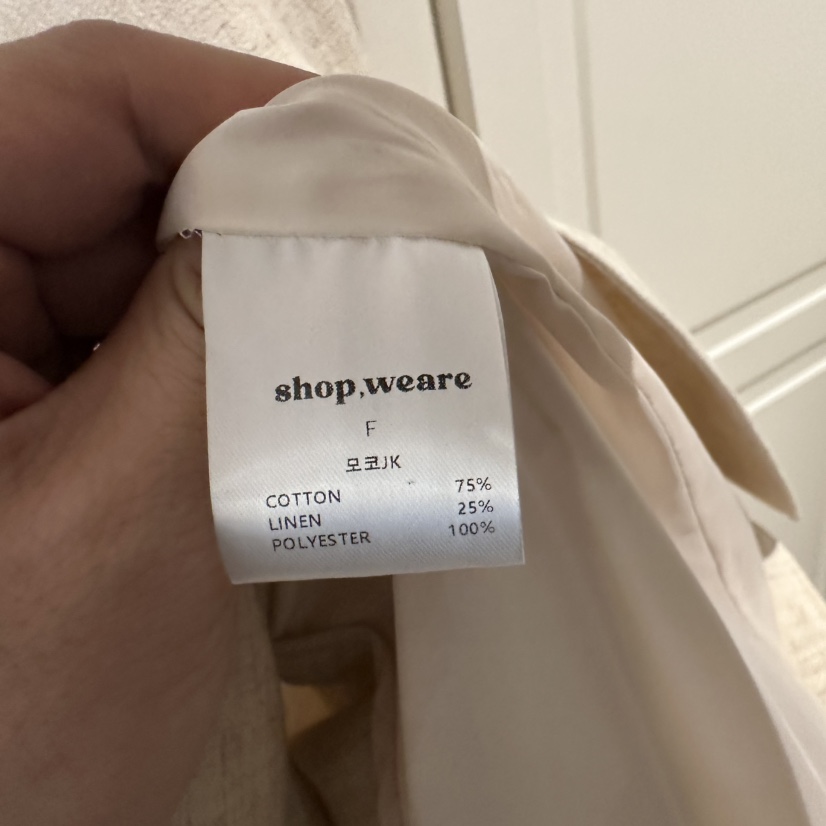 shop,weare
F
모코JK
COTTON 75%
LINEN 25%
POLYESTER 100%